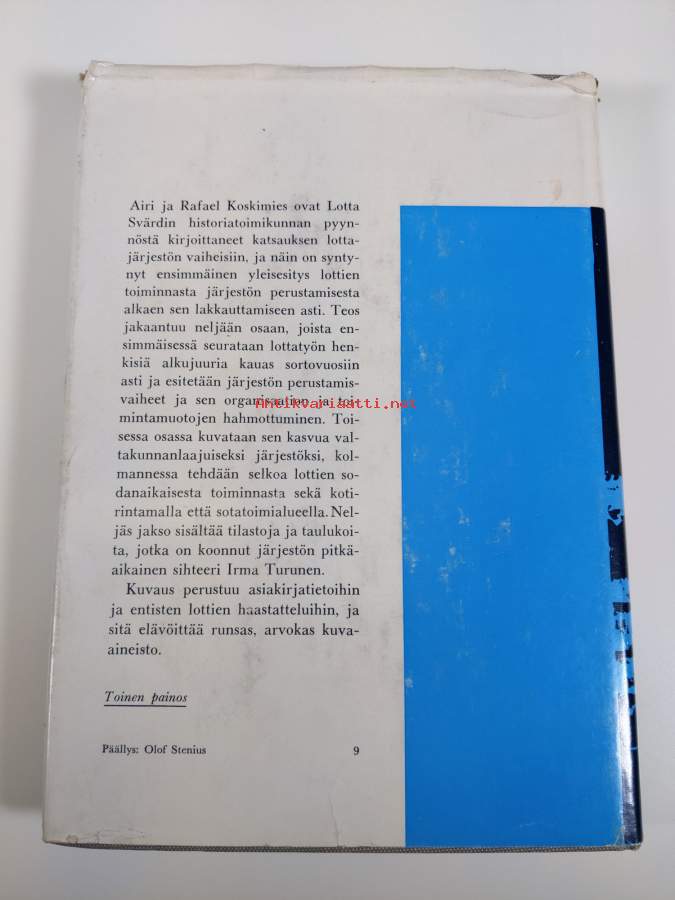 Airi ja Rafael Koskimies ovat Lotta
Svärdin historiatoimikunnan pyyn-
nöstä kirjoittaneet katsauksen lotta-
järjestön vaiheisiin, ja näin on synty-
nyt ensimmäinen yleisesitys lottien
toiminnasta järjestön perustamisesta
alkaen sen lakkauttamiseen asti. Teos
jakaantuu neljään osaan, joista en-
simmäisessä seurataan lottatyön hen-
kisiä alkujuuria kauas sortovuosiin
asti ja esitetään järjestön perustamis-
vaiheet ja sen organisaation ja toi-
Antikvariaatti.net
mintamuotojen hahmottuminen. Toi-
sessa osassa kuvataan sen kasvua val-
takunnanlaajuiseksi järjestöksi, kol-
mannessa tehdään selkoa lottien so-
danaikaisesta toiminnasta sekä koti-
rintamalla että sotatoimialueella. Nel-
jäs jakso sisältää tilastoja ja taulukoi-
ta, jotka on koonnut järjestön pitkä-
aikainen sihteeri Irma Turunen.
Kuvaus perustuu asiakirjatietoihin
ja entisten lottien haastatteluihin, ja
sitä elävöittää runsas, arvokas kuva-
aineisto.
Toinen painos
Päällys: Olof Stenius 9